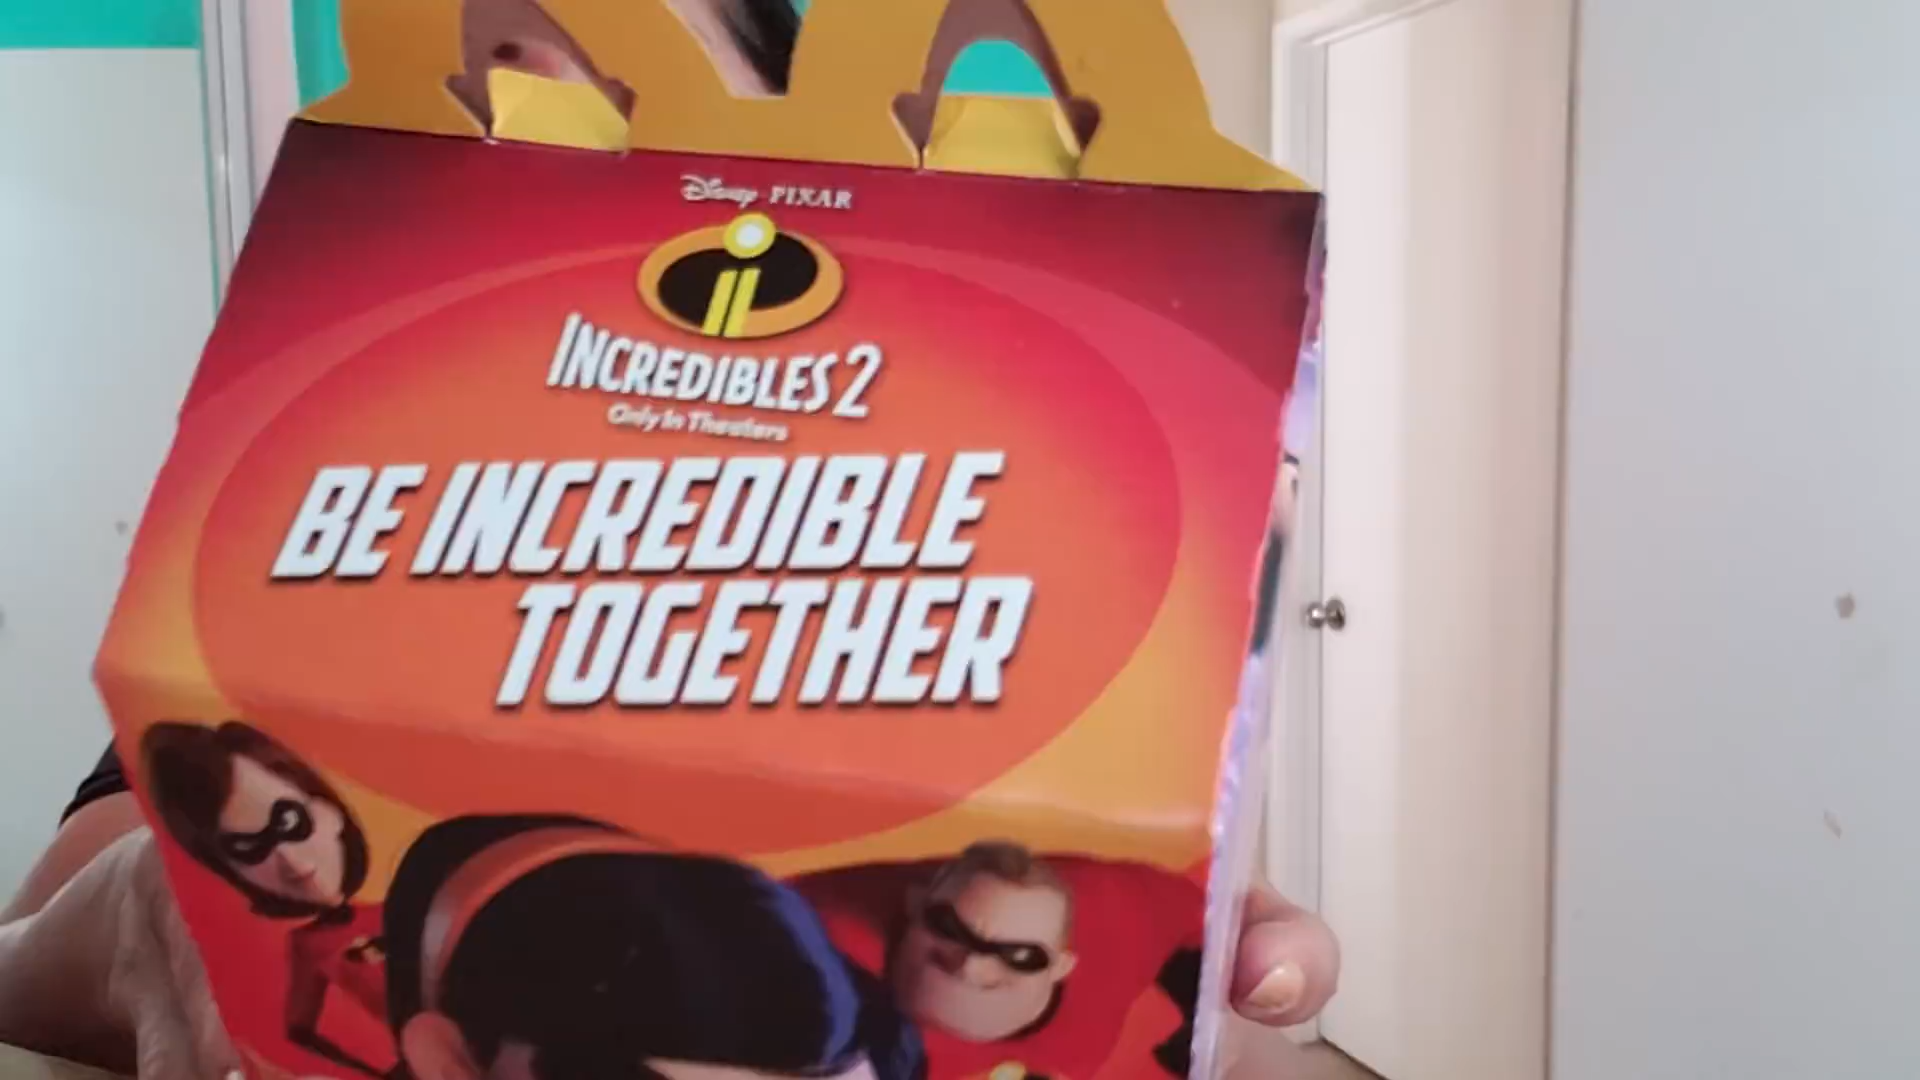 Disney PIXAR
INCREDIBLES 2
Only In Theaters
BE INCREDIBLE
TOGETHER